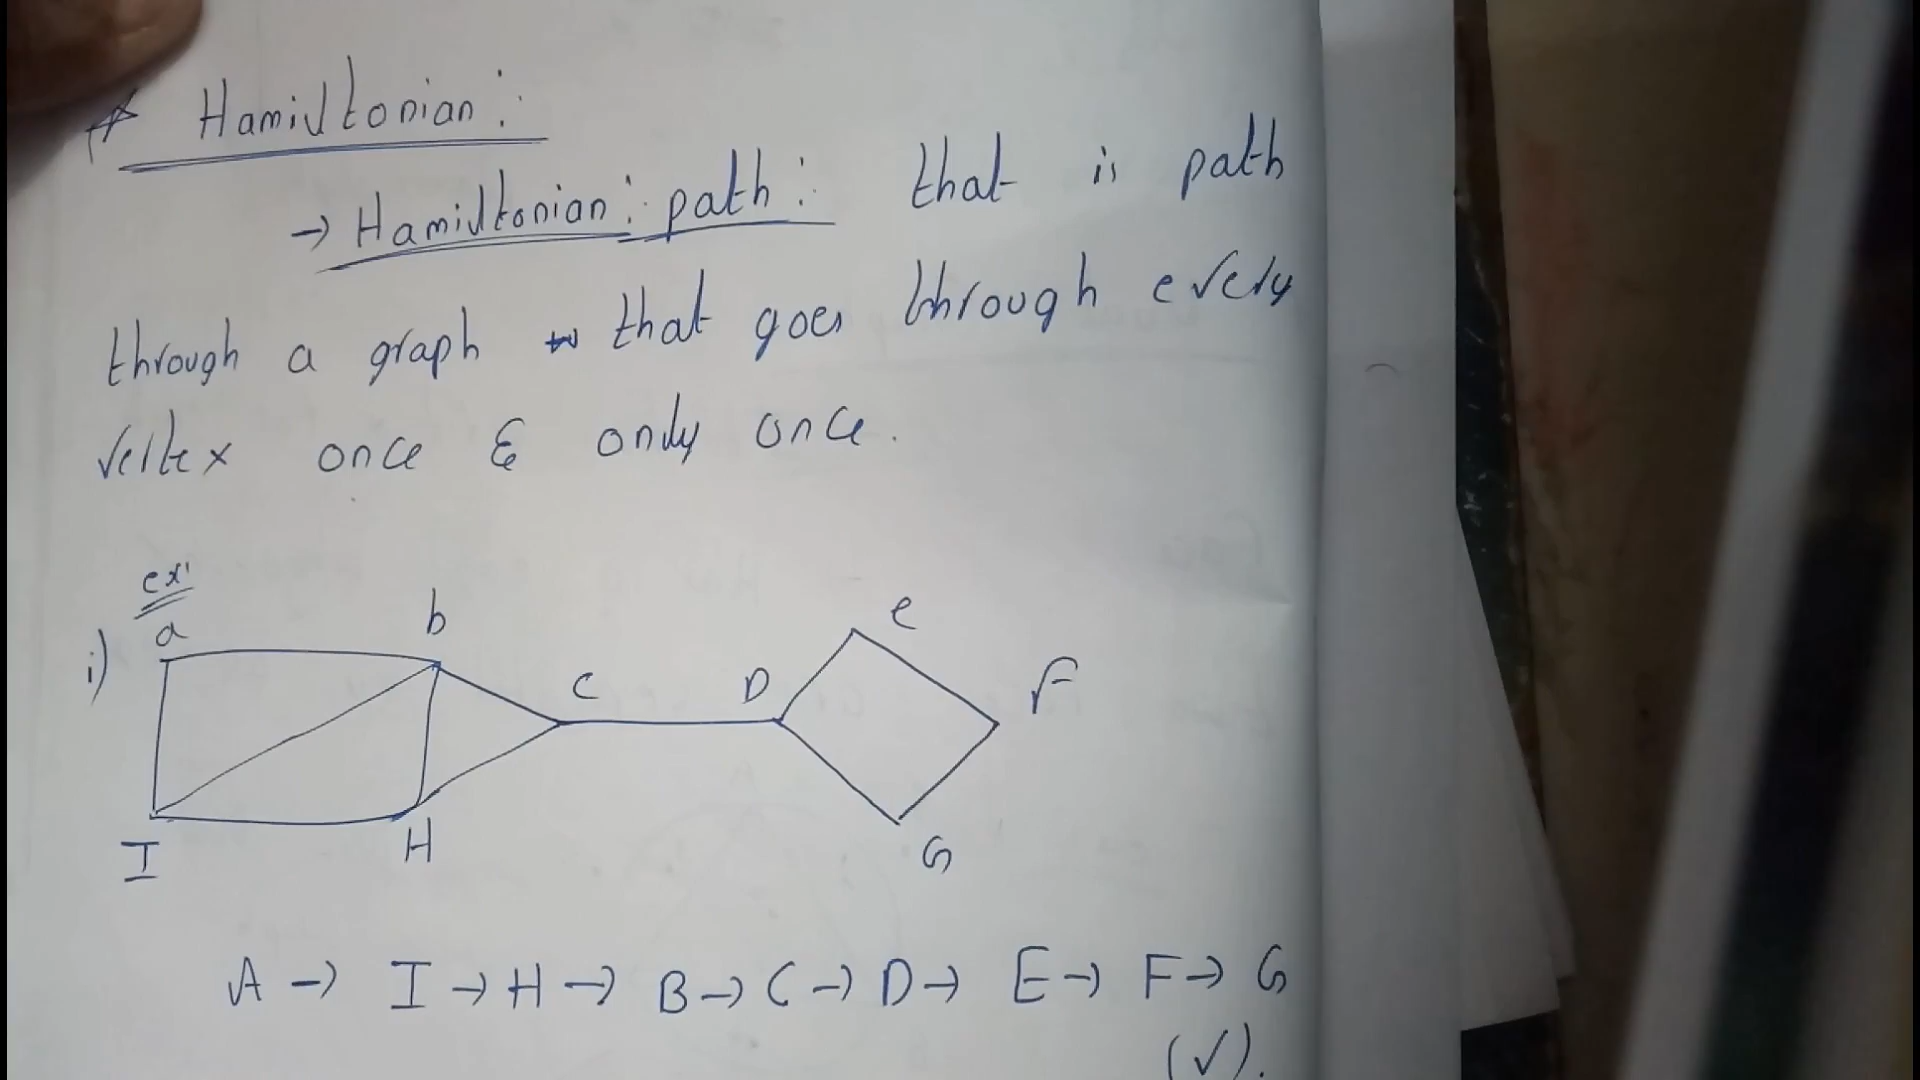 Hamiltonian:
→ Hamiltonian: path: that is path
through a graph that goes through every
vertex once & only once.
ex:
i) a b
C D e F
I H G
A → I → H → B → C → D → E → F → G
(✓).